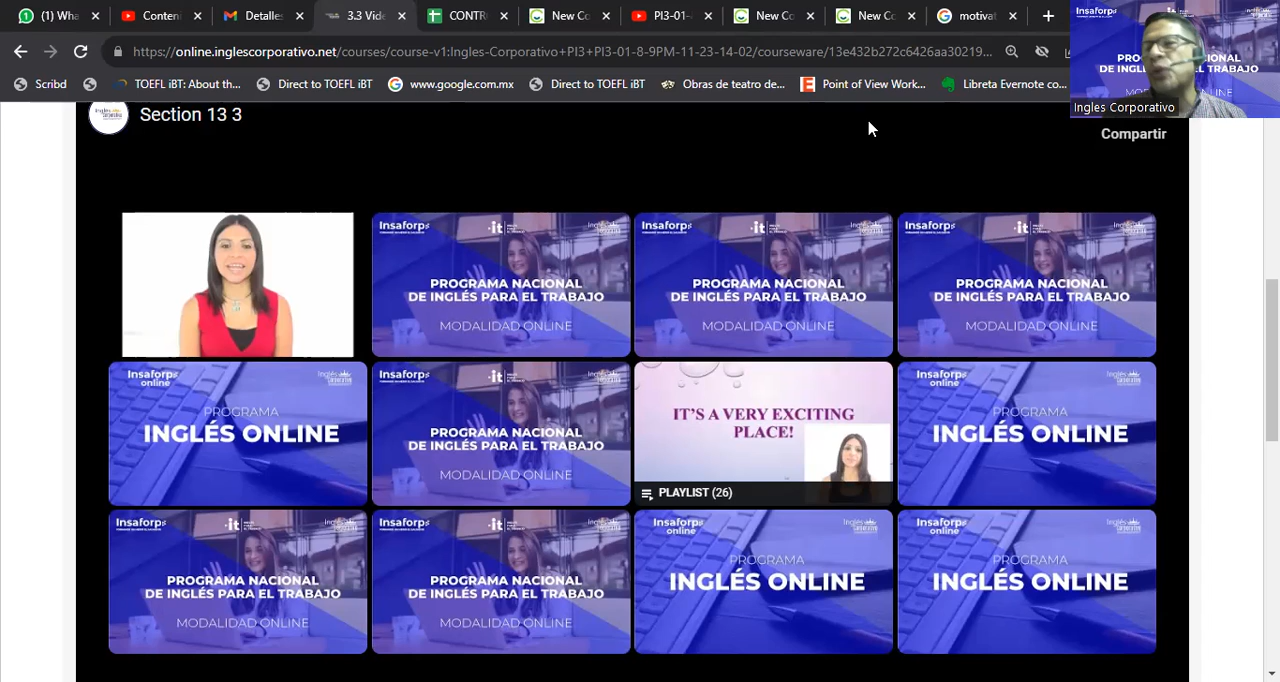 (1) Wha
Conten
Detalles
3.3 Vide
CONTR
New Co
PI3-01-
New Co
New Co
motivat
https://online.inglescorporativo.net/courses/course-v1:Ingles-Corporativo+PI3+PI3-01-8-9PM-11-23-14-02/courseware/13e432b272c6426aa30219...
Scribd
TOEFL iBT: About th...
Direct to TOEFL iBT
www.google.com.mx
Direct to TOEFL iBT
Obras de teatro de...
Point of View Work...
Libreta Evernote co...
Insaforp
Ingles Corporativo
Section 13 3
Compartir
Insaforp
.it
PROGRAMA NACIONAL
DE INGLÉS PARA EL TRABAJO
MODALIDAD ONLINE
Insaforp
.it
PROGRAMA NACIONAL
DE INGLÉS PARA EL TRABAJO
MODALIDAD ONLINE
Insaforp
.it
PROGRAMA NACIONAL
DE INGLÉS PARA EL TRABAJO
MODALIDAD ONLINE
Insaforp
online
PROGRAMA
INGLÉS ONLINE
Insaforp
.it
PROGRAMA NACIONAL
DE INGLÉS PARA EL TRABAJO
MODALIDAD ONLINE
IT'S A VERY EXCITING
PLACE!
PLAYLIST (26)
Insaforp
online
PROGRAMA
INGLÉS ONLINE
Insaforp
.it
PROGRAMA NACIONAL
DE INGLÉS PARA EL TRABAJO
MODALIDAD ONLINE
Insaforp
.it
PROGRAMA NACIONAL
DE INGLÉS PARA EL TRABAJO
MODALIDAD ONLINE
Insaforp
online
PROGRAMA
INGLÉS ONLINE
Insaforp
online
PROGRAMA
INGLÉS ONLINE